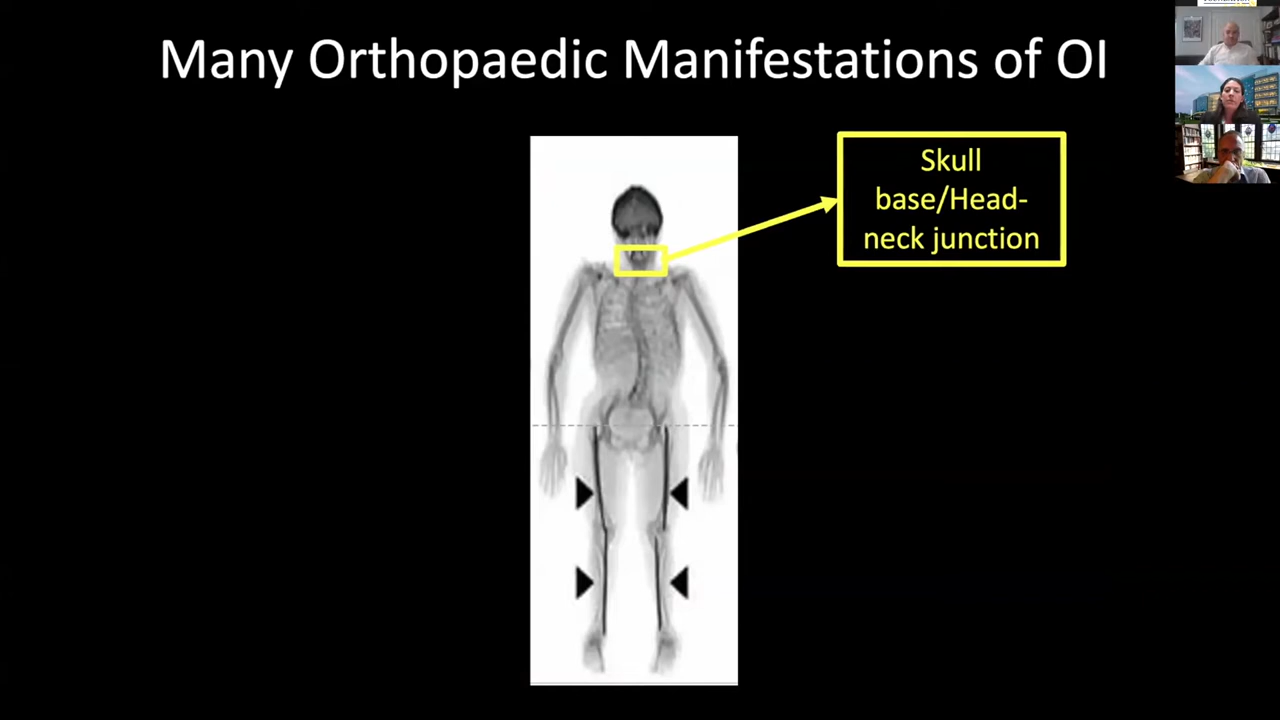 Many Orthopaedic Manifestations of OI
Skull
base/Head-
neck junction